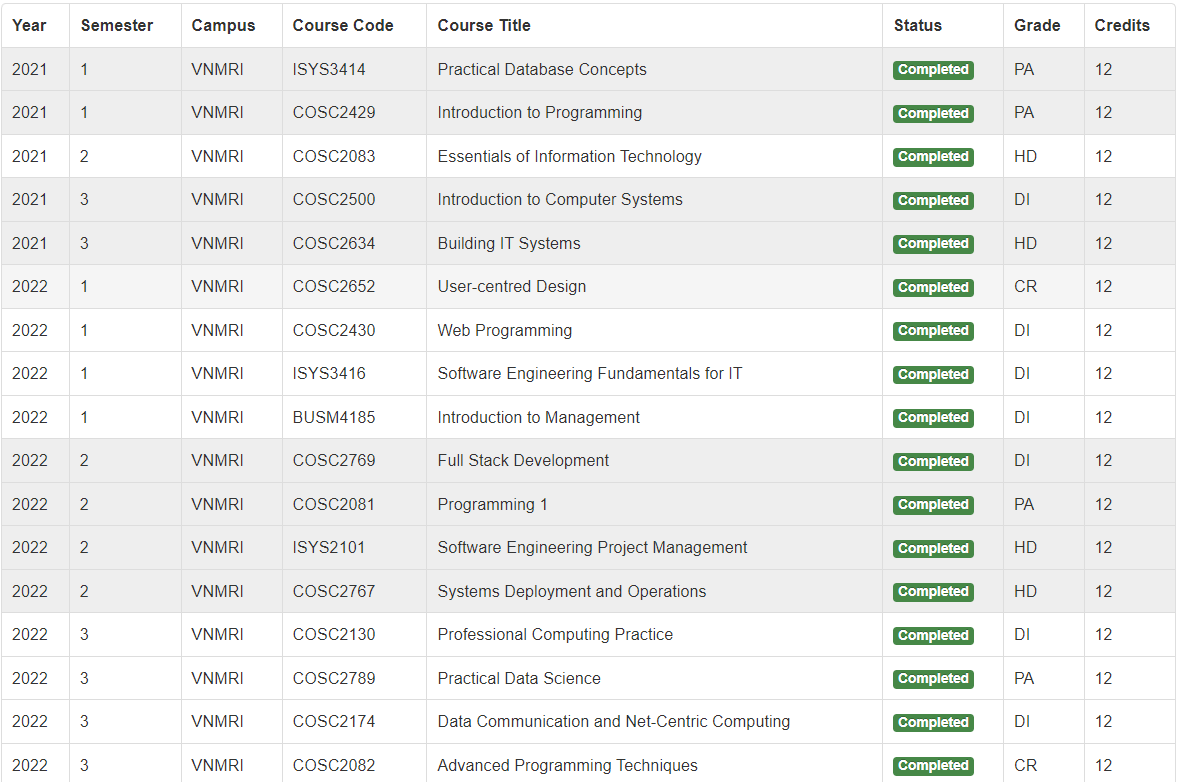 Year Semester Campus Course Code Course Title Status Grade Credits
2021 1 VNMRI ISYS3414 Practical Database Concepts Completed PA 12
2021 1 VNMRI COSC2429 Introduction to Programming Completed PA 12
2021 2 VNMRI COSC2083 Essentials of Information Technology Completed HD 12
2021 3 VNMRI COSC2500 Introduction to Computer Systems Completed DI 12
2021 3 VNMRI COSC2634 Building IT Systems Completed HD 12
2022 1 VNMRI COSC2652 User-centred Design Completed CR 12
2022 1 VNMRI COSC2430 Web Programming Completed DI 12
2022 1 VNMRI ISYS3416 Software Engineering Fundamentals for IT Completed DI 12
2022 1 VNMRI BUSM4185 Introduction to Management Completed DI 12
2022 2 VNMRI COSC2769 Full Stack Development Completed DI 12
2022 2 VNMRI COSC2081 Programming 1 Completed PA 12
2022 2 VNMRI ISYS2101 Software Engineering Project Management Completed HD 12
2022 2 VNMRI COSC2767 Systems Deployment and Operations Completed HD 12
2022 3 VNMRI COSC2130 Professional Computing Practice Completed DI 12
2022 3 VNMRI COSC2789 Practical Data Science Completed PA 12
2022 3 VNMRI COSC2174 Data Communication and Net-Centric Computing Completed DI 12
2022 3 VNMRI COSC2082 Advanced Programming Techniques Completed CR 12